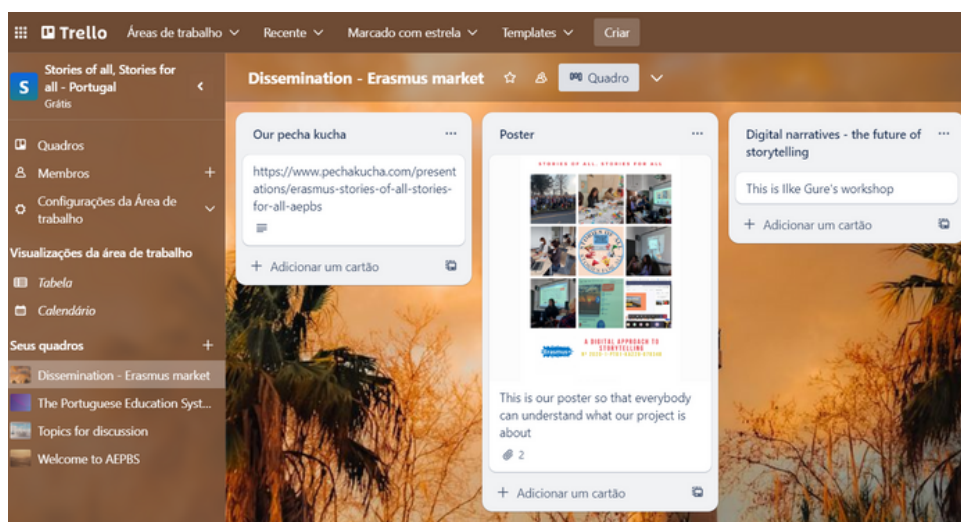 Trello
Áreas de trabalho
Recente
Marcado com estrela
Templates
Criar
S
Stories of all, Stories for
all - Portugal
Grátis
Quadros
Membros
Configurações da Área de
trabalho
Visualizações da área de trabalho
Tabela
Calendário
Seus quadros
Dissemination - Erasmus market
The Portuguese Education Syst...
Topics for discussion
Welcome to AEPBS
Dissemination - Erasmus market
Quadro
Our pecha kucha
https://www.pechakucha.com/present
ations/erasmus-stories-of-all-stories-
for-all-aepbs
Adicionar um cartão
Poster
STORIES OF ALL, STORIES FOR ALL
Erasmus+
A DIGITAL APPROACH TO
STORYTELLING
This is our poster so that everybody
can understand what our project is
about
2
Adicionar um cartão
Digital narratives - the future of
storytelling
This is Ilke Gure's workshop
Adicionar um cartão